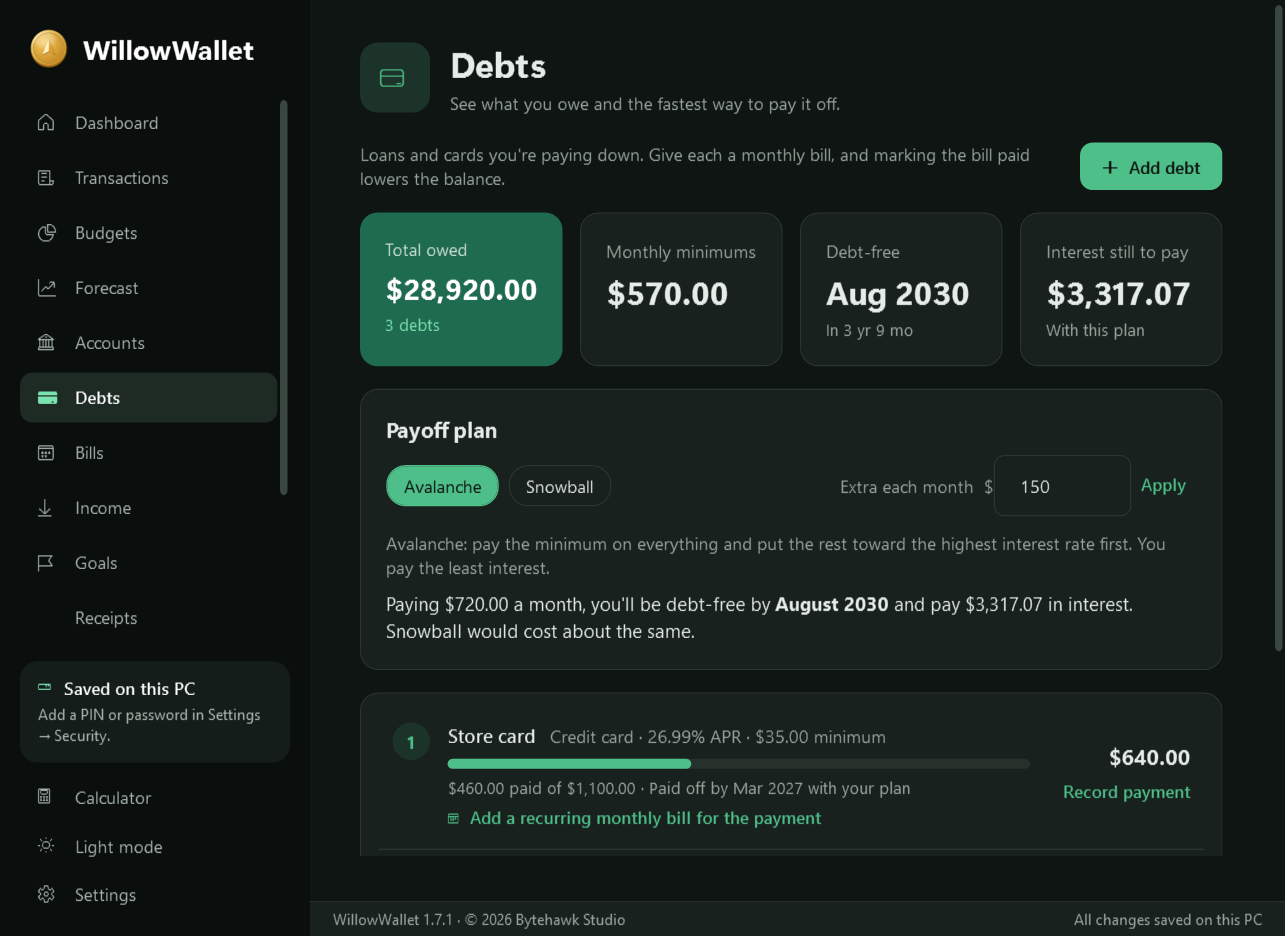 WillowWallet
Dashboard
Transactions
Budgets
Forecast
Accounts
Debts
Bills
Income
Goals
Receipts
Saved on this PC
Add a PIN or password in Settings
→ Security.
Calculator
Light mode
Settings
Debts
See what you owe and the fastest way to pay it off.
Loans and cards you're paying down. Give each a monthly bill, and marking the bill paid
lowers the balance.
+ Add debt
Total owed
$28,920.00
3 debts
Monthly minimums
$570.00
Debt-free
Aug 2030
In 3 yr 9 mo
Interest still to pay
$3,317.07
With this plan
Payoff plan
Avalanche
Snowball
Extra each month $ 150 Apply
Avalanche: pay the minimum on everything and put the rest toward the highest interest rate first. You
pay the least interest.
Paying $720.00 a month, you'll be debt-free by August 2030 and pay $3,317.07 in interest.
Snowball would cost about the same.
1
Store card Credit card · 26.99% APR · $35.00 minimum
$460.00 paid of $1,100.00 · Paid off by Mar 2027 with your plan
Add a recurring monthly bill for the payment
$640.00
Record payment
WillowWallet 1.7.1 · © 2026 Bytehawk Studio
All changes saved on this PC